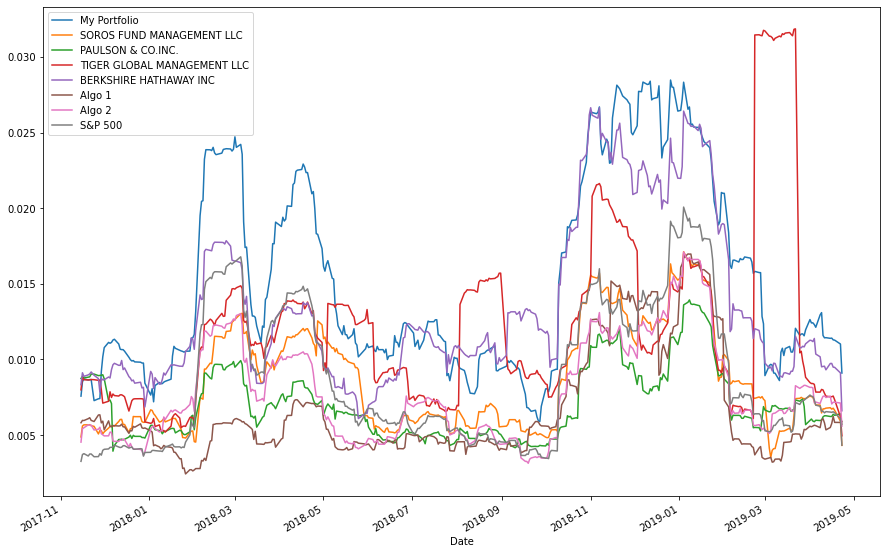 My Portfolio
SOROS FUND MANAGEMENT LLC
PAULSON & CO.INC.
TIGER GLOBAL MANAGEMENT LLC
BERKSHIRE HATHAWAY INC
Algo 1
Algo 2
S&P 500
0.030
0.025
0.020
0.015
0.010
0.005
2017-11
2018-01
2018-03
2018-05
2018-07
2018-09
2018-11
2019-01
2019-03
2019-05
Date